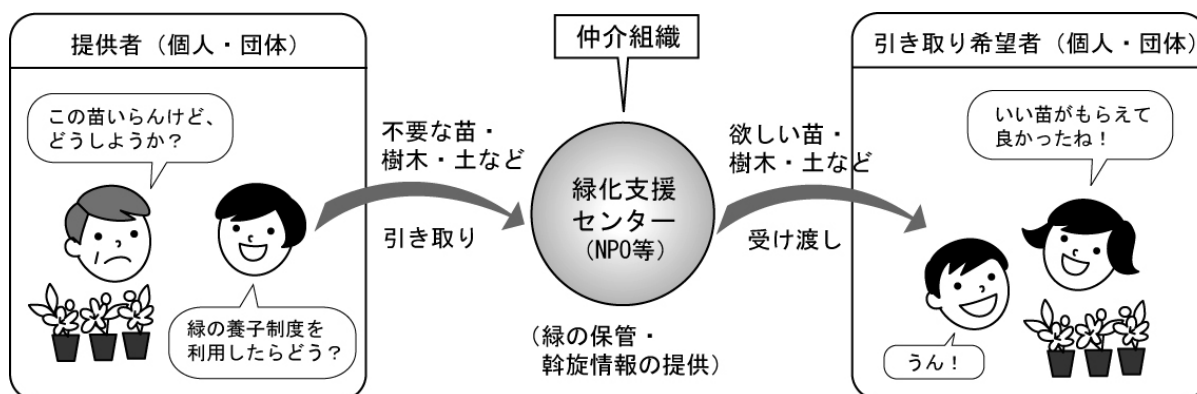 提供者（個人・団体）
この苗いらんけど、
どうしようか？
緑の養子制度を
利用したらどう？
不要な苗・
樹木・土など
引き取り
仲介組織
緑化支援
センター
（NPO等）
（緑の保管・
斡旋情報の提供）
欲しい苗・
樹木・土など
受け渡し
引き取り希望者（個人・団体）
いい苗がもらえて
良かったね！
うん！